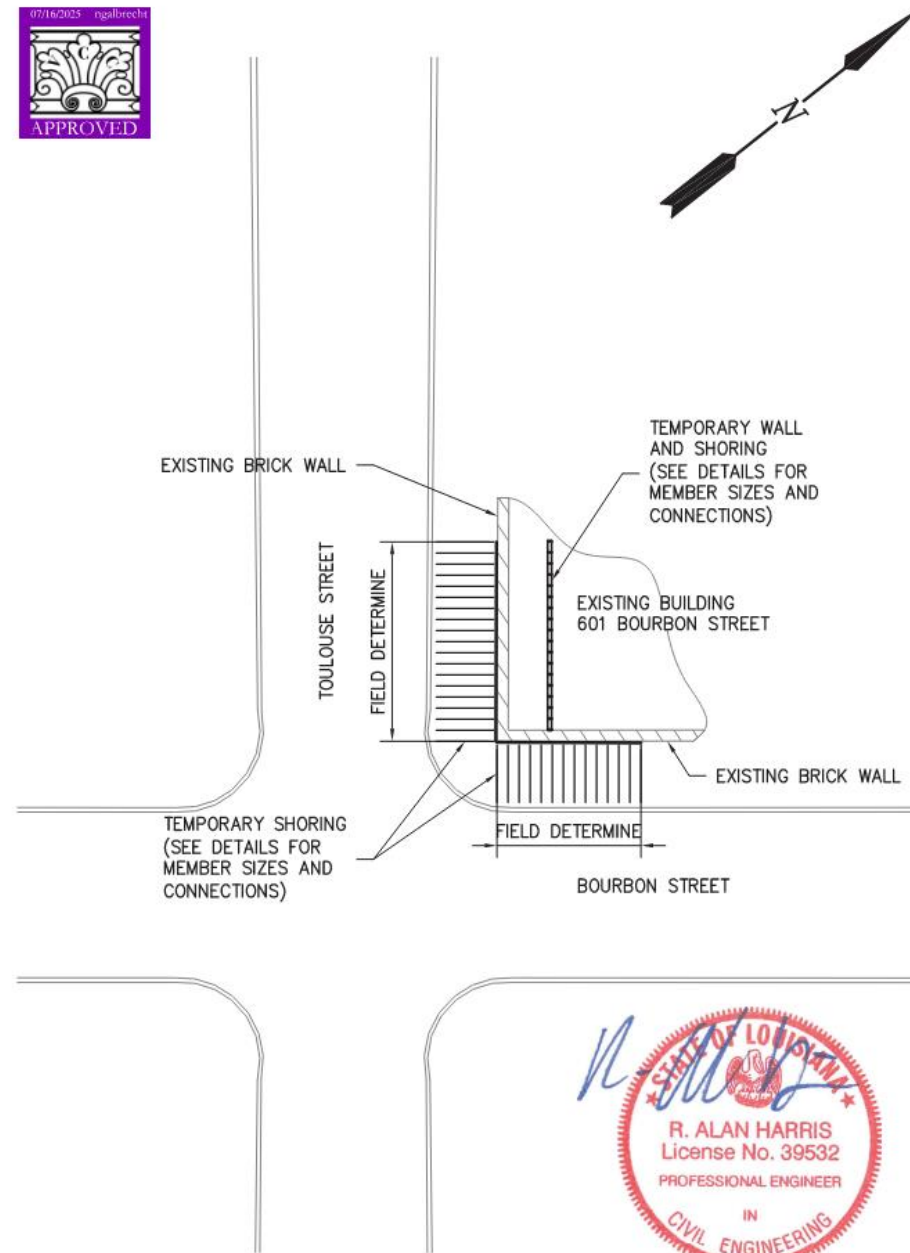 07/16/2025 ngalbrecht
V C C
APPROVED
N
TEMPORARY WALL
AND SHORING
(SEE DETAILS FOR
MEMBER SIZES AND
CONNECTIONS)
EXISTING BRICK WALL
TOULOUSE STREET
FIELD DETERMINE
EXISTING BUILDING
601 BOURBON STREET
EXISTING BRICK WALL
TEMPORARY SHORING
(SEE DETAILS FOR
MEMBER SIZES AND
CONNECTIONS)
FIELD DETERMINE
BOURBON STREET
STATE OF LOUISIANA
R. ALAN HARRIS
License No. 39532
PROFESSIONAL ENGINEER
IN
CIVIL ENGINEERING